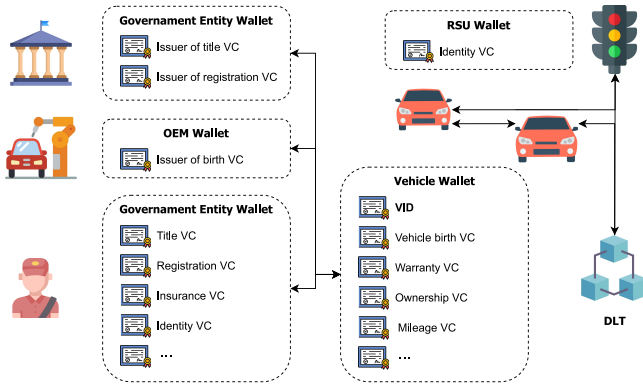 Governament Entity Wallet
Issuer of title VC
Issuer of registration VC
RSU Wallet
Identity VC
OEM Wallet
Issuer of birth VC
Governament Entity Wallet
Title VC
Registration VC
Insurance VC
Identity VC
...
Vehicle Wallet
VID
Vehicle birth VC
Warranty VC
Ownership VC
Mileage VC
...
DLT